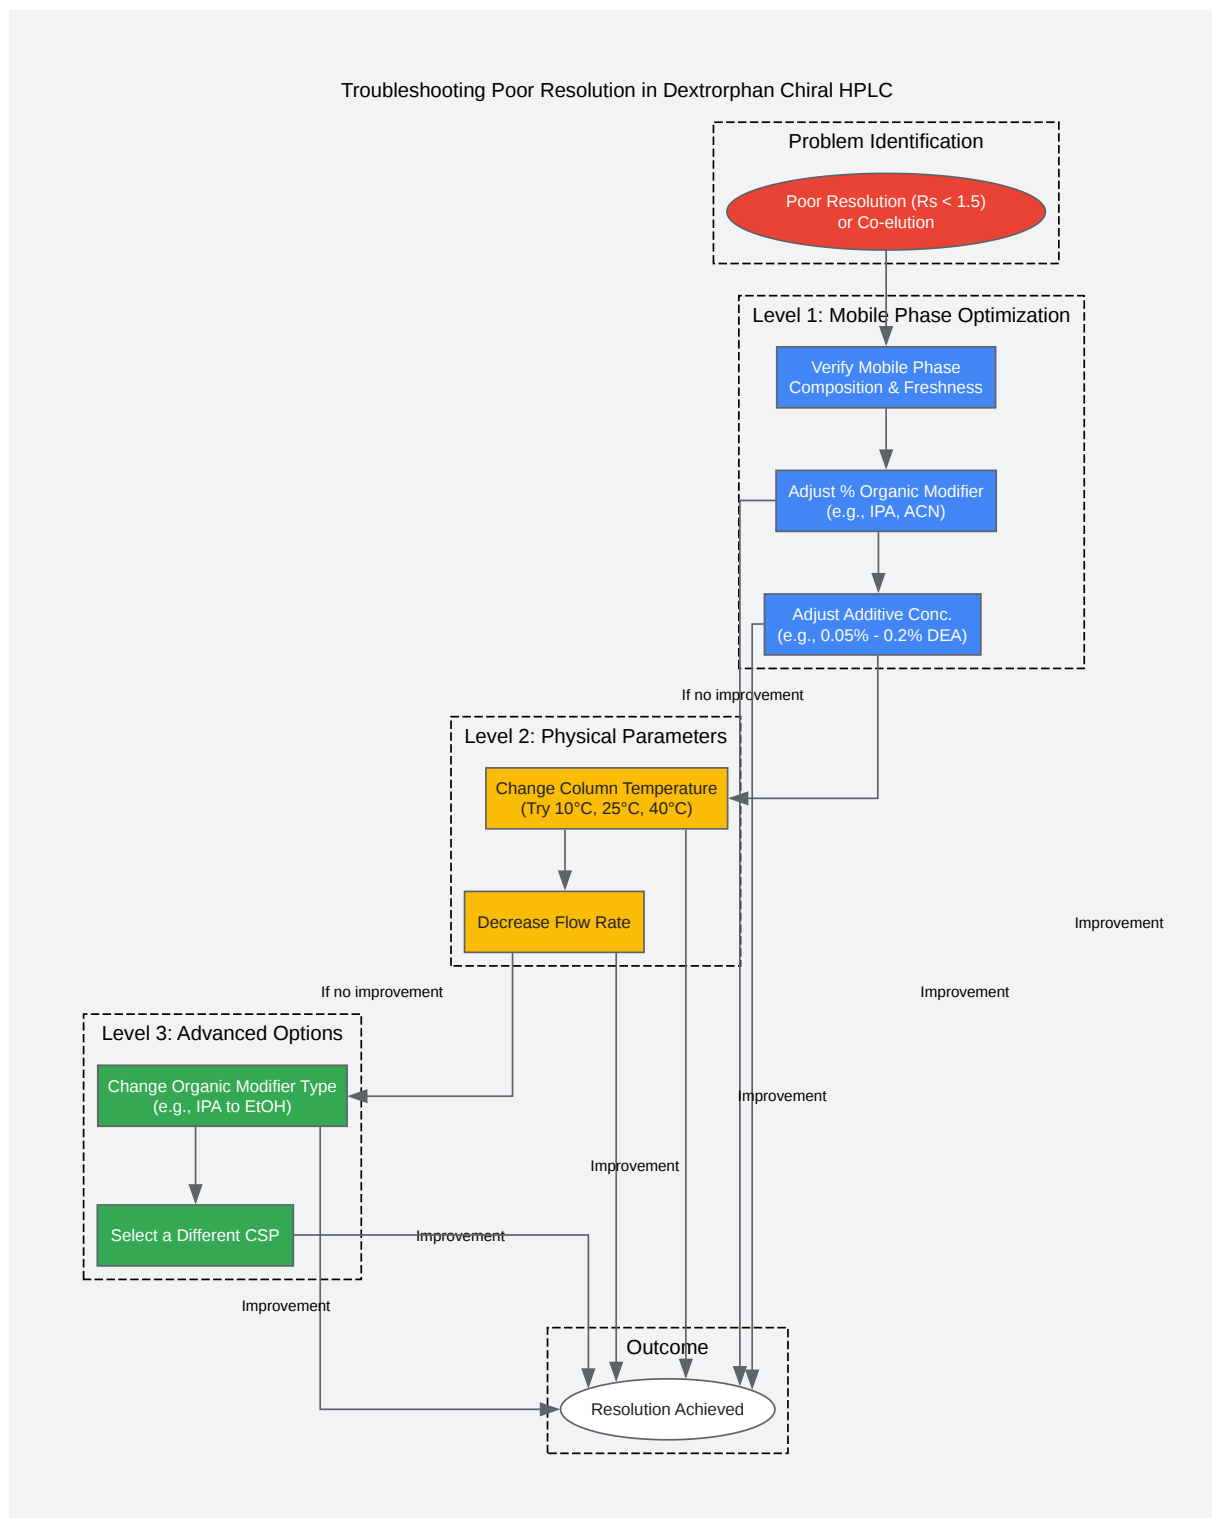 Troubleshooting Poor Resolution in Dextrorphan Chiral HPLC
Problem Identification
Poor Resolution (Rs < 1.5)
or Co-elution
Level 1: Mobile Phase Optimization
Verify Mobile Phase
Composition & Freshness
Adjust % Organic Modifier
(e.g., IPA, ACN)
Adjust Additive Conc.
(e.g., 0.05% - 0.2% DEA)
If no improvement
Level 2: Physical Parameters
Change Column Temperature
(Try 10°C, 25°C, 40°C)
Decrease Flow Rate
Improvement
If no improvement
Improvement
Level 3: Advanced Options
Change Organic Modifier Type
(e.g., IPA to EtOH)
Improvement
Improvement
Select a Different CSP
Improvement
Improvement
Outcome
Resolution Achieved